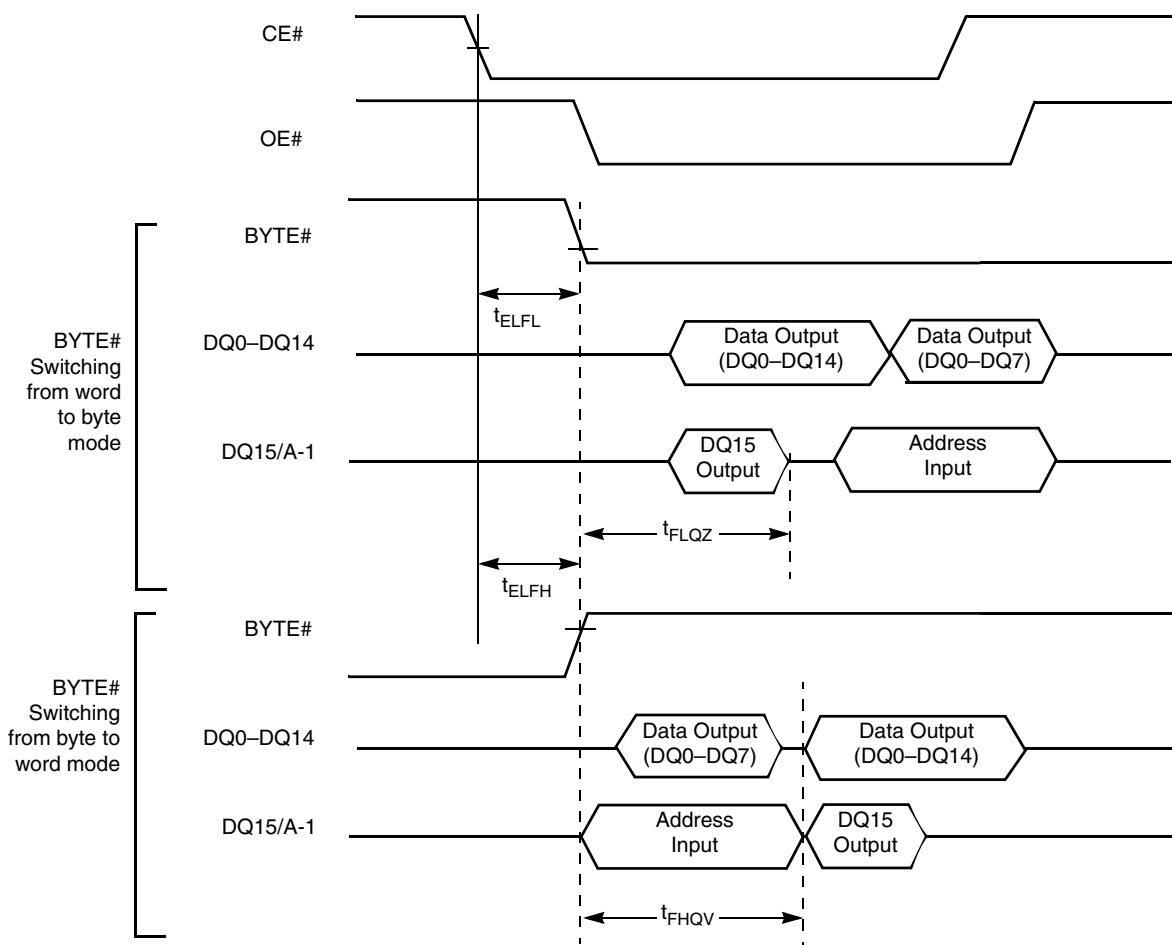 CE#
OE#
BYTE#
tELFL
BYTE#
Switching
from word
to byte
mode
DQ0–DQ14
Data Output
(DQ0–DQ14)
Data Output
(DQ0–DQ7)
DQ15/A-1
DQ15
Output
Address
Input
tFLQZ
tELFH
BYTE#
BYTE#
Switching
from byte to
word mode
DQ0–DQ14
Data Output
(DQ0–DQ7)
Data Output
(DQ0–DQ14)
DQ15/A-1
Address
Input
DQ15
Output
tFHQV